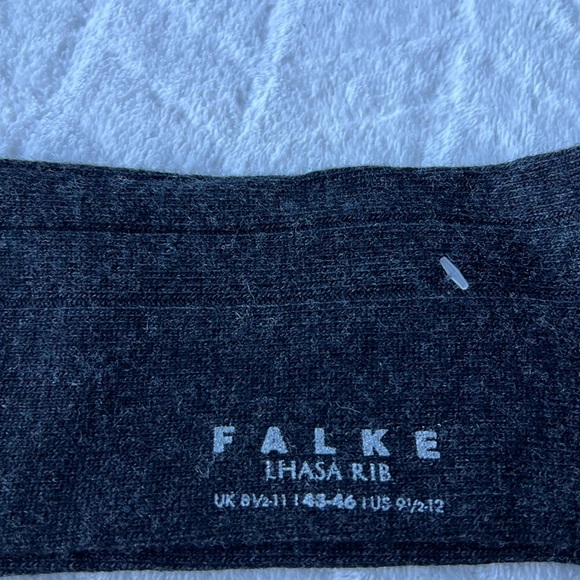 FALKE
LHASA RIB
UK 8½-11 | 43-46 | US 9½-12